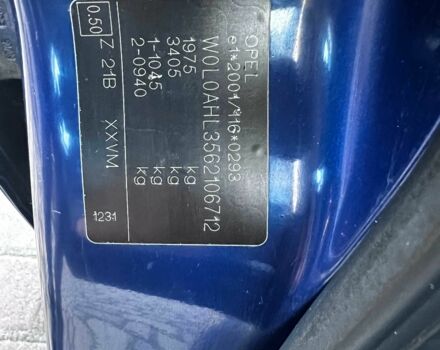 OPEL
e1*2001/116*0293
W0L0AHL3562106712
1975 kg
3405 kg
1-1045 kg
2-0940 kg
0.50 Z 21B XXVM
1231